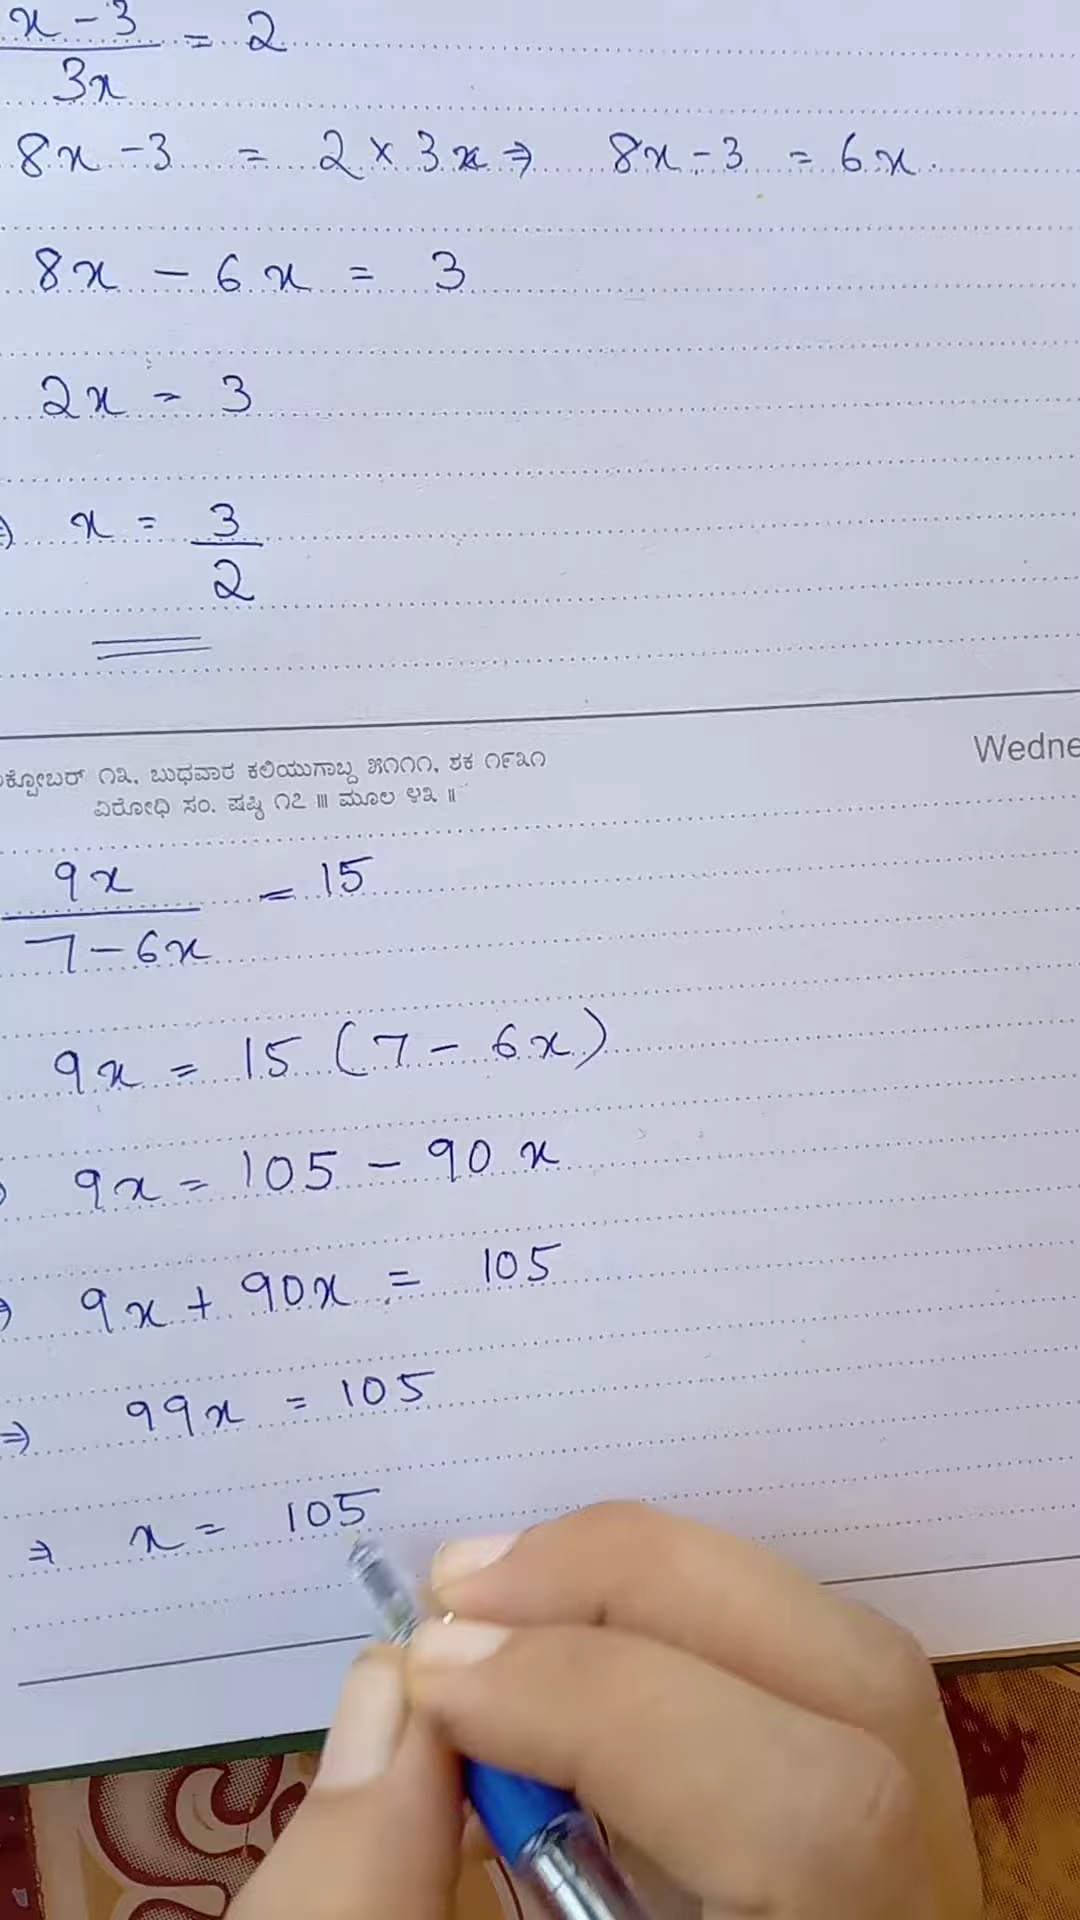 x - 3 / 3x = 2
8x - 3 = 2 × 3x ⇒ 8x - 3 = 6x
8x - 6x = 3
2x = 3
⇒ x = 3/2
Wedne
ಕ್ಟೋಬರ್ ೧೩, ಬುಧವಾರ ಕಲಿಯುಗಾಬ್ದ ೫೧೧೧, ಶಕ ೧೯೩೧
ವಿರೋಧಿ ಸಂ. ಷಷ್ಠಿ ೧೭ ॥ ಮೂಲ ೪೩ ॥
9x / 7 - 6x = 15
9x = 15 (7 - 6x)
9x = 105 - 90x
⇒ 9x + 90x = 105
⇒ 99x = 105
⇒ x = 105